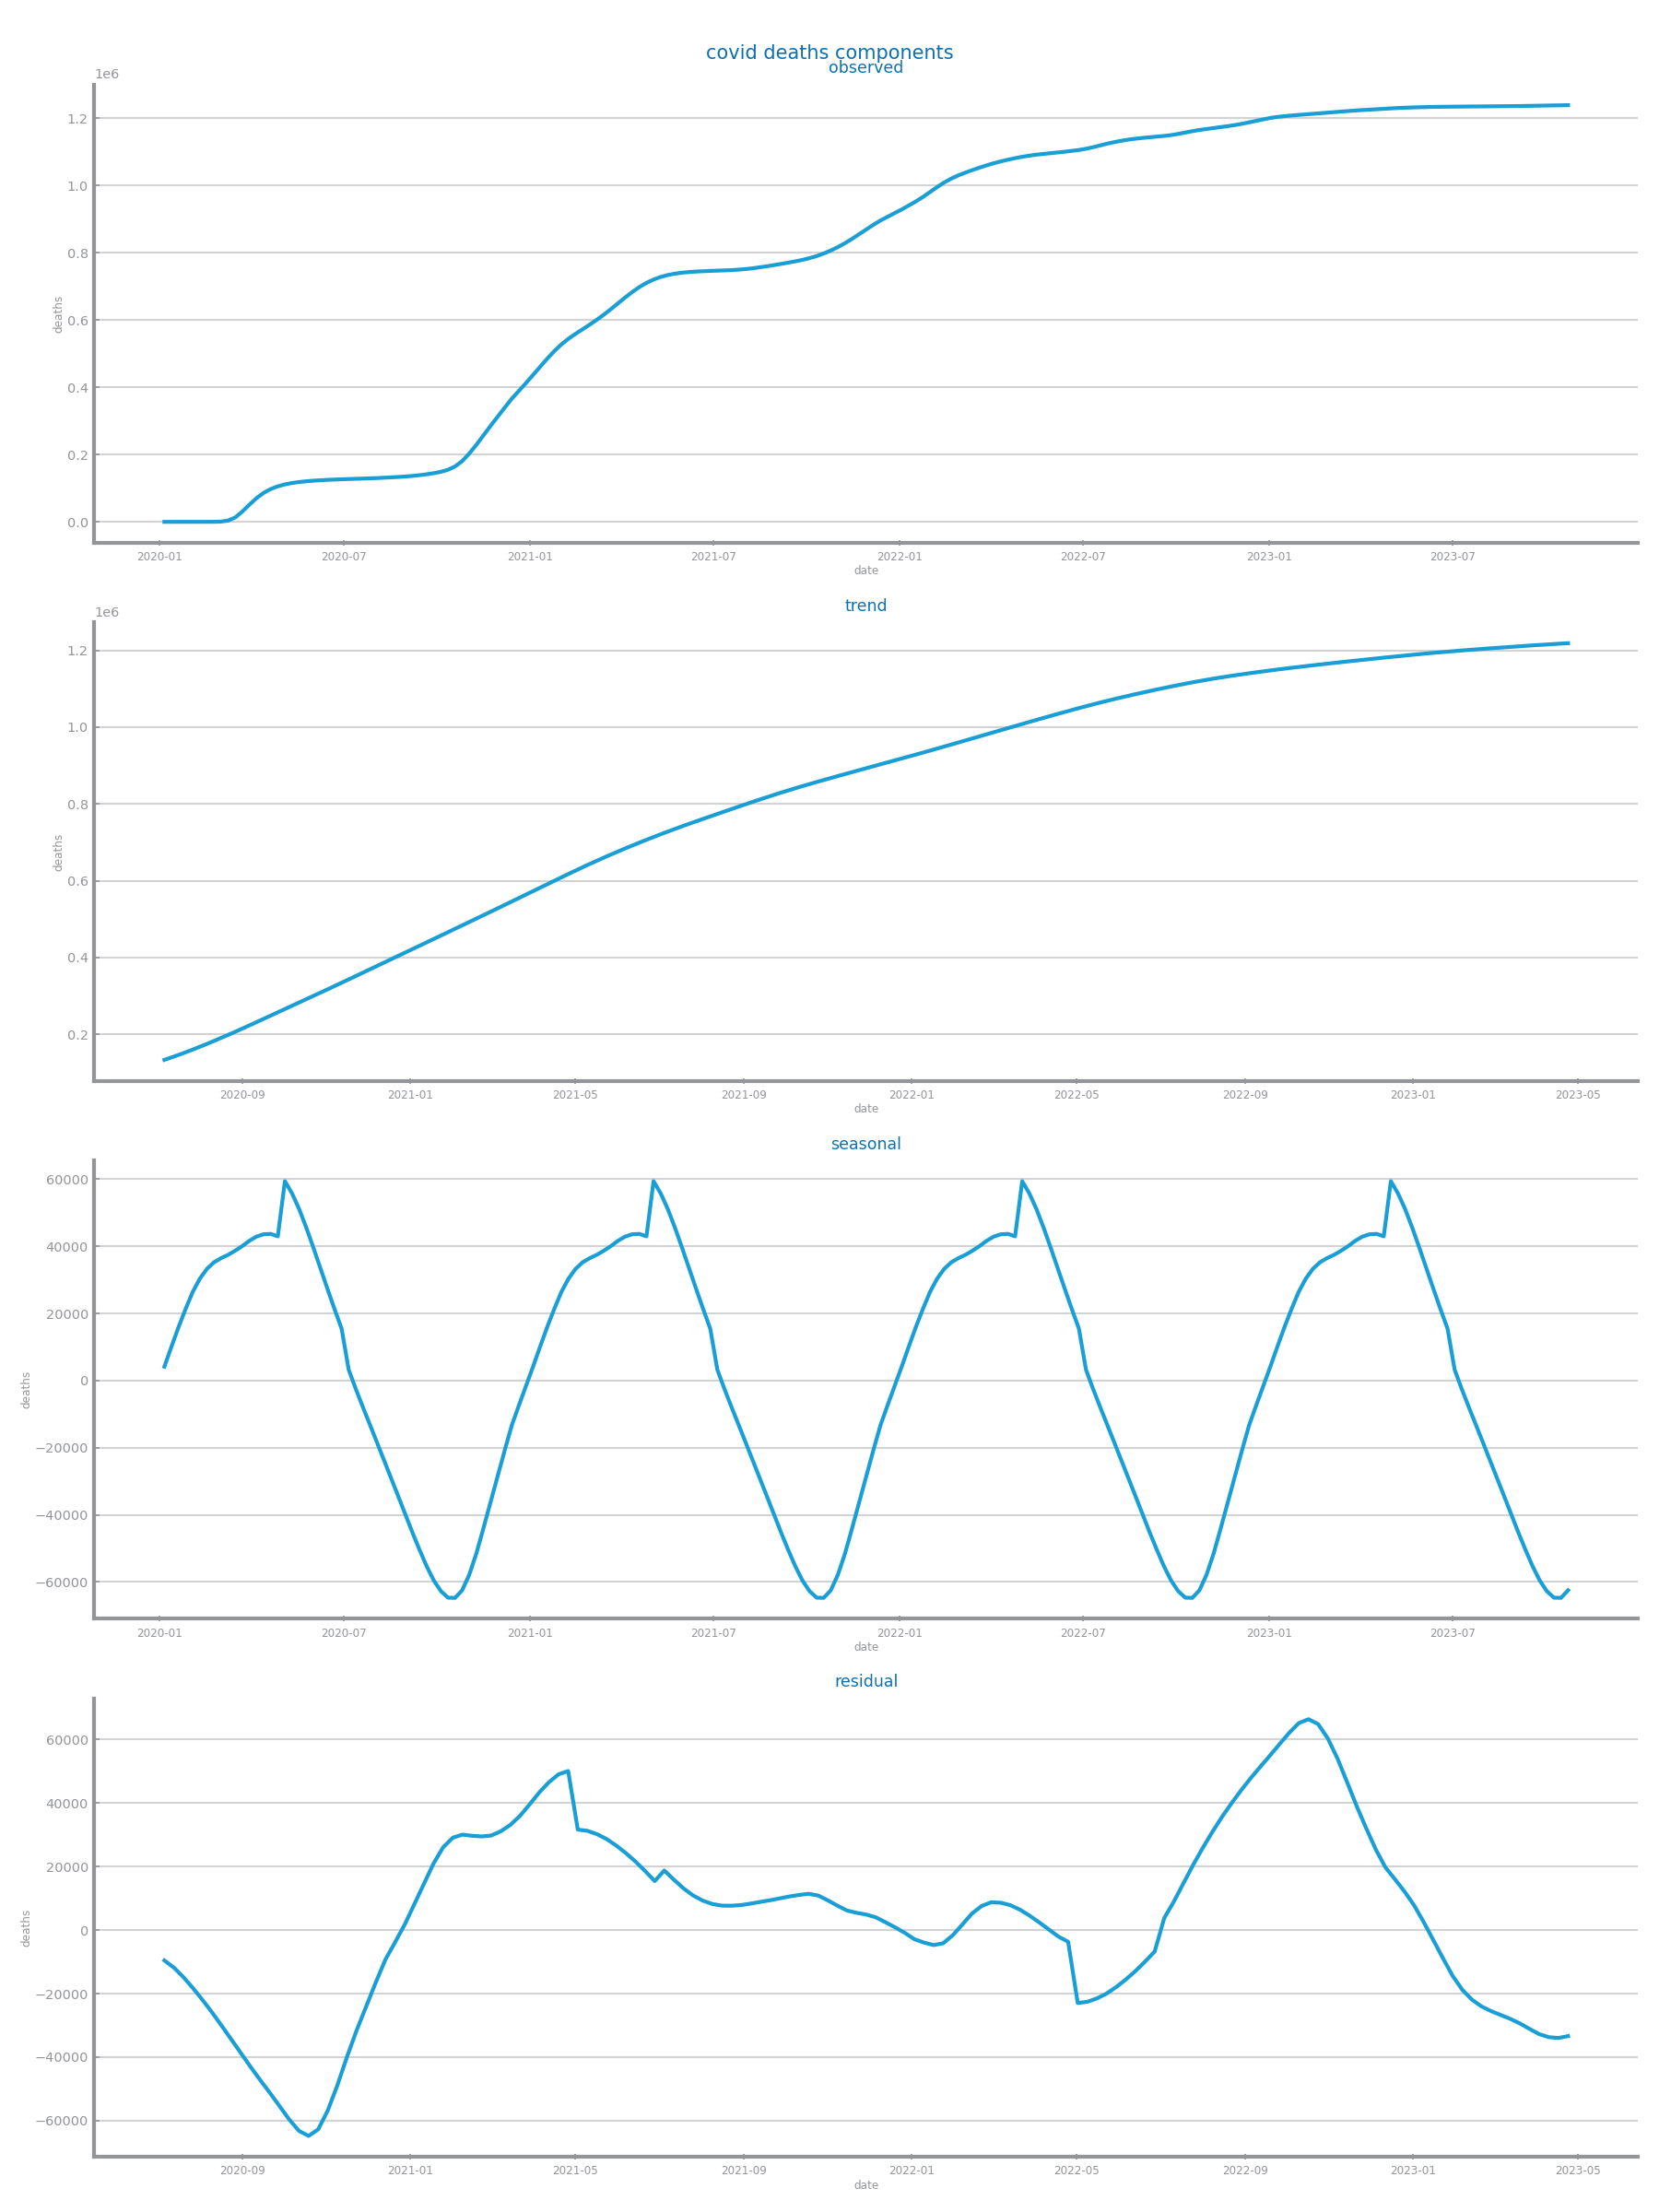 covid deaths components
observed
1e6
1.2
1.0
0.8
0.6
0.4
0.2
0.0
deaths
2020-01 2020-07 2021-01 2021-07 2022-01 2022-07 2023-01 2023-07
date
trend
1e6
1.2
1.0
0.8
0.6
0.4
0.2
deaths
2020-09 2021-01 2021-05 2021-09 2022-01 2022-05 2022-09 2023-01 2023-05
date
seasonal
60000
40000
20000
0
−20000
−40000
−60000
deaths
2020-01 2020-07 2021-01 2021-07 2022-01 2022-07 2023-01 2023-07
date
residual
60000
40000
20000
0
−20000
−40000
−60000
deaths
2020-09 2021-01 2021-05 2021-09 2022-01 2022-05 2022-09 2023-01 2023-05
date